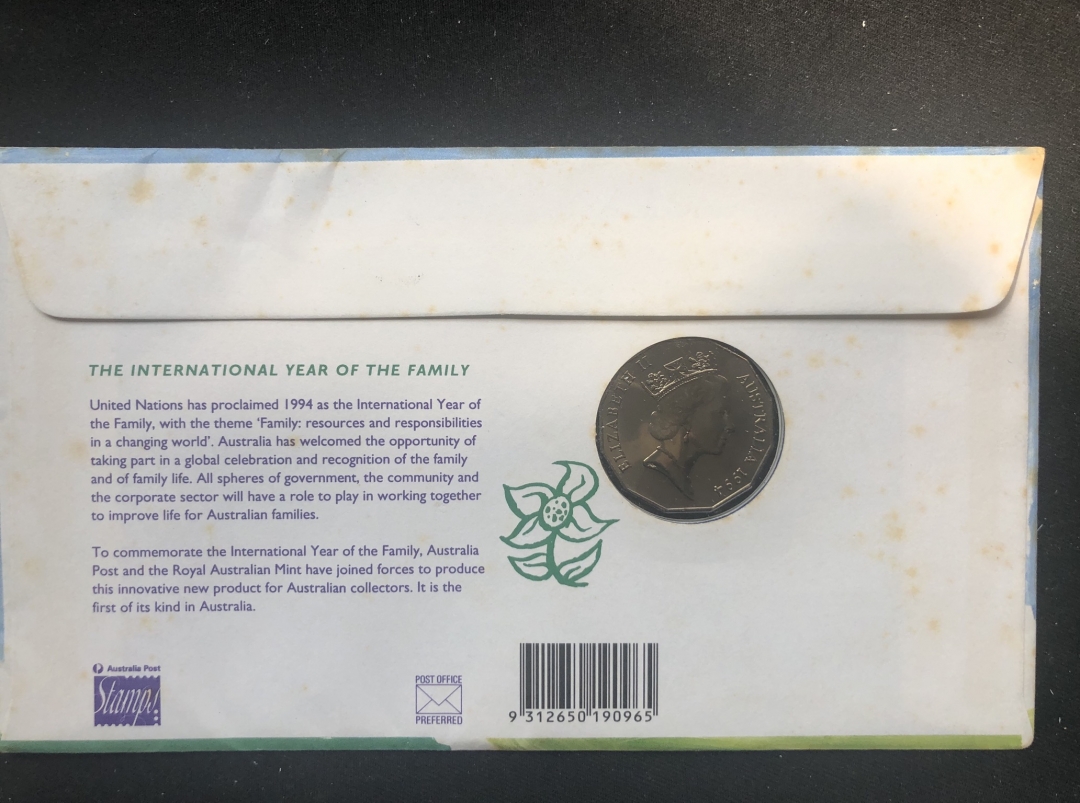 THE INTERNATIONAL YEAR OF THE FAMILY
United Nations has proclaimed 1994 as the International Year of
the Family, with the theme 'Family: resources and responsibilities
in a changing world'. Australia has welcomed the opportunity of
taking part in a global celebration and recognition of the family
and of family life. All spheres of government, the community and
the corporate sector will have a role to play in working together
to improve life for Australian families.
To commemorate the International Year of the Family, Australia
Post and the Royal Australian Mint have joined forces to produce
this innovative new product for Australian collectors. It is the
first of its kind in Australia.
ELIZABETH II AUSTRALIA 1994
Australia Post
Stamps!
POST OFFICE
PREFERRED
9 312650 190965